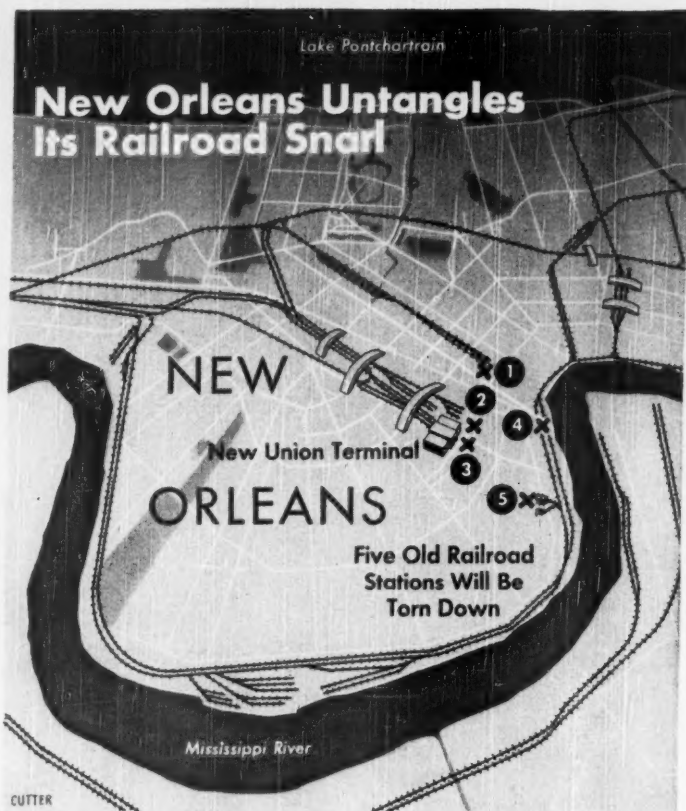 Lake Pontchartrain
New Orleans Untangles
Its Railroad Snarl
1
NEW
2
4
New Union Terminal
3
ORLEANS
5
Five Old Railroad
Stations Will Be
Torn Down
Mississippi River
CUTTER